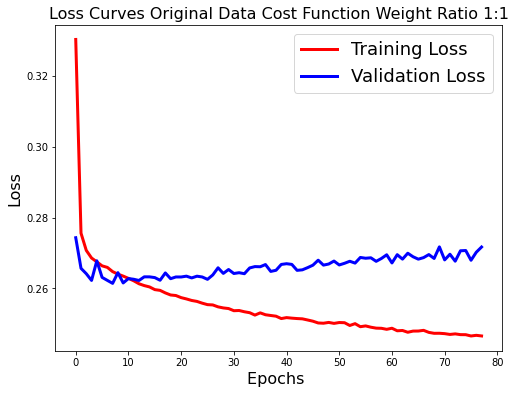 Loss Curves Original Data Cost Function Weight Ratio 1:1
Training Loss
Validation Loss
0.32
0.30
0.28
0.26
Loss
0 10 20 30 40 50 60 70 80
Epochs